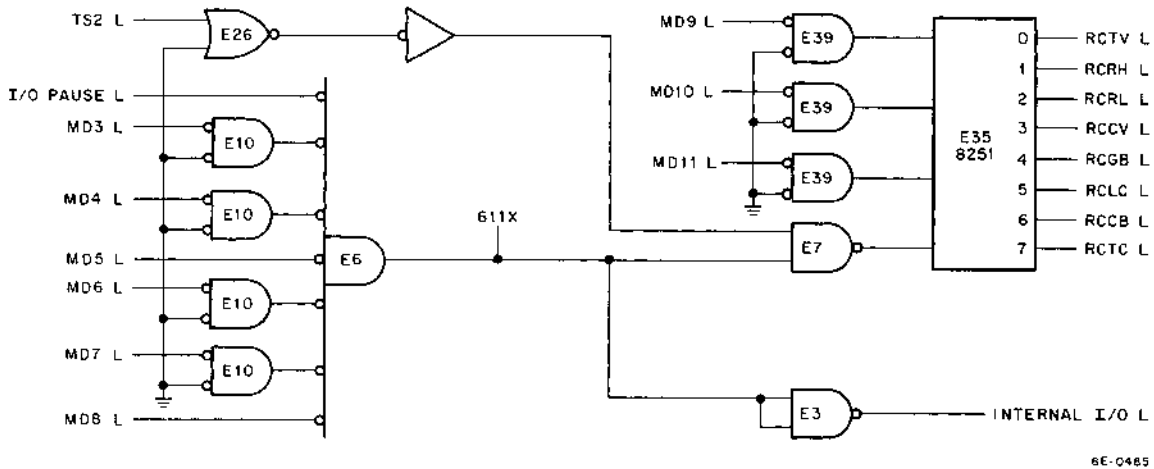 TS2 L
E26
I/O PAUSE L
MD3 L
E10
MD4 L
E10
MD5 L
E6
611X
MD6 L
E10
MD7 L
E10
MD8 L
MD9 L
E39
MD10 L
E39
MD11 L
E39
E7
E35
8251
0 RCTV L
1 RCRH L
2 RCRL L
3 RCCV L
4 RCGB L
5 RCLC L
6 RCCB L
7 RCTC L
E3
INTERNAL I/O L
8E-0465